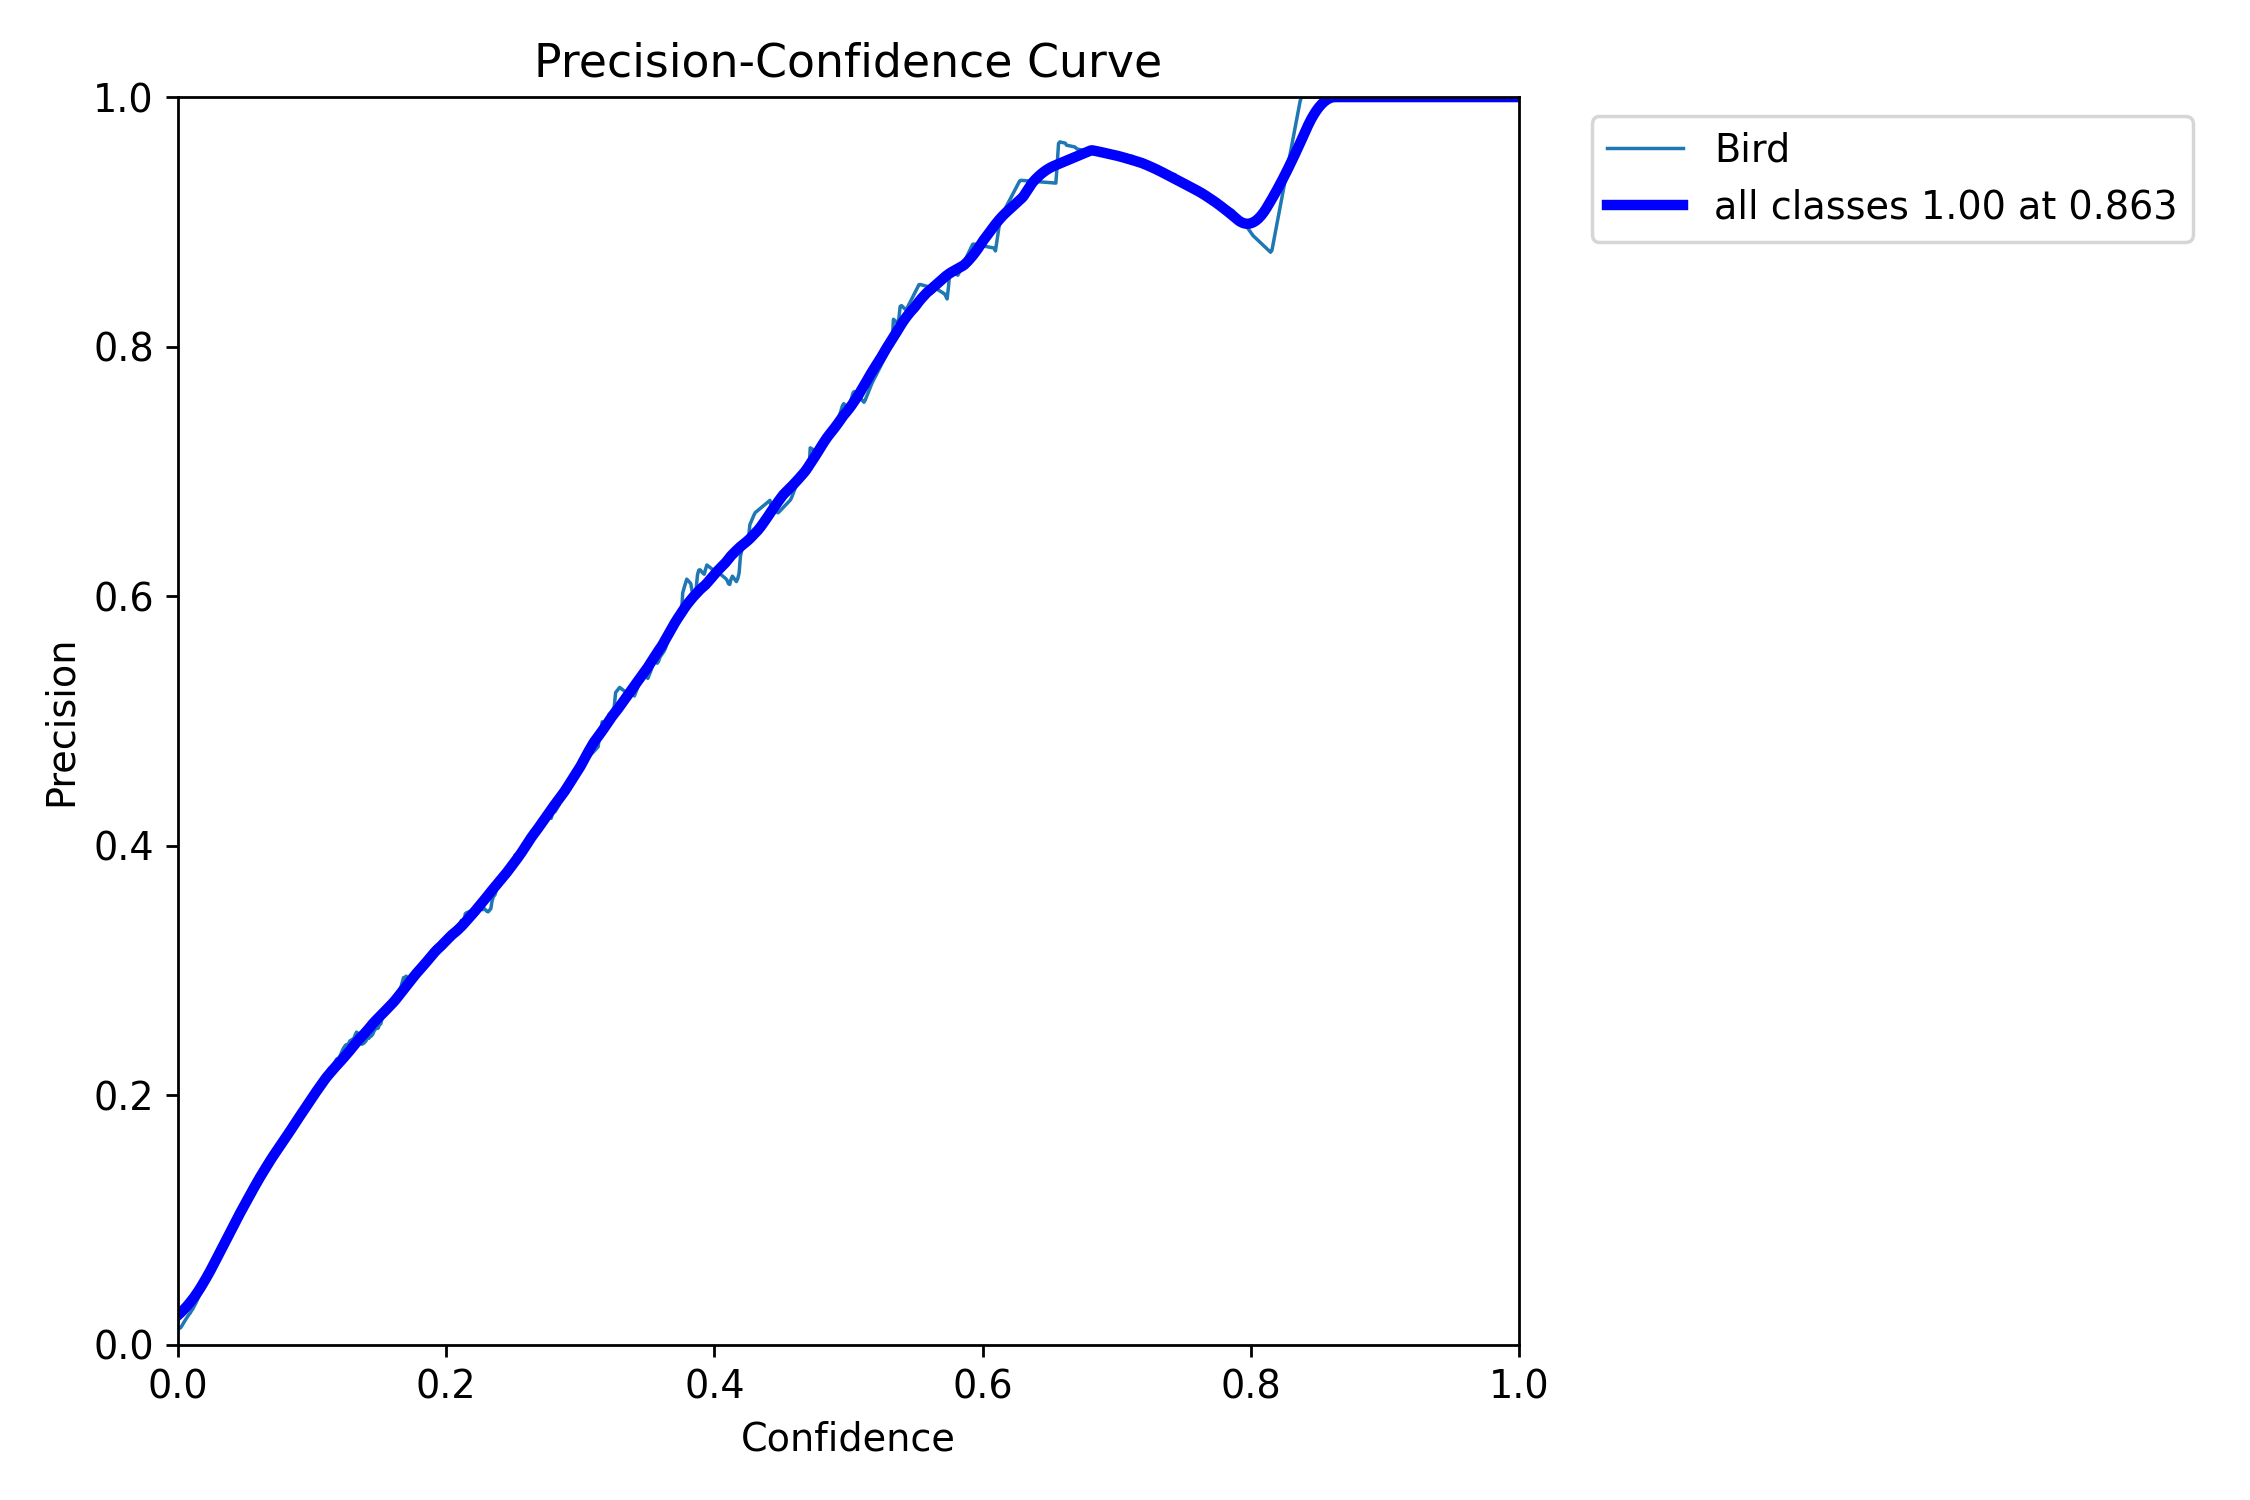 Precision-Confidence Curve
1.0
0.8
0.6
0.4
0.2
0.0
Precision
0.0 0.2 0.4 0.6 0.8 1.0
Confidence
Bird
all classes 1.00 at 0.863